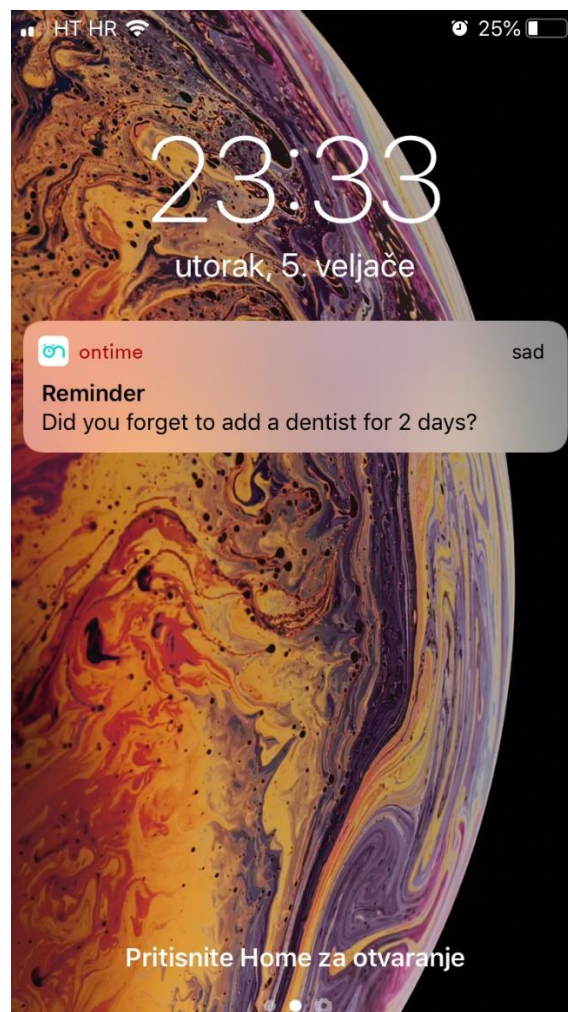 HT HR 25%
23:33
utorak, 5. veljače
ontime sad
Reminder
Did you forget to add a dentist for 2 days?
Pritisnite Home za otvaranje